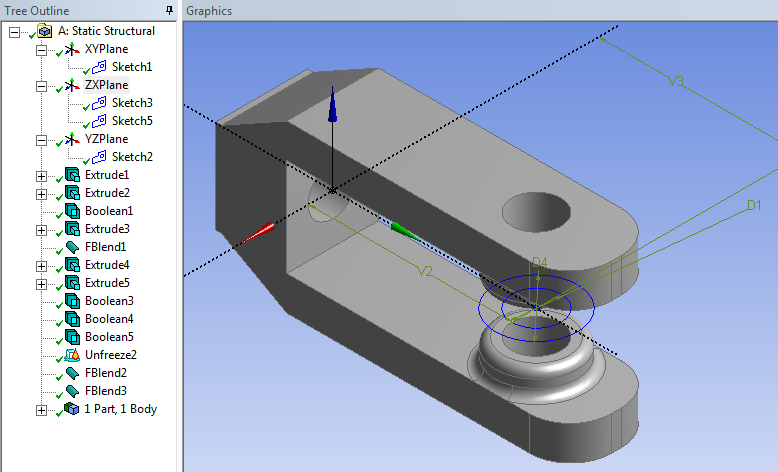 Tree Outline
A: Static Structural
XYPlane
Sketch1
ZXPlane
Sketch3
Sketch5
YZPlane
Sketch2
Extrude1
Extrude2
Boolean1
Extrude3
FBlend1
Extrude4
Extrude5
Boolean3
Boolean4
Boolean5
Unfreeze2
FBlend2
FBlend3
1 Part, 1 Body
Graphics
V3
D1
D4
V2